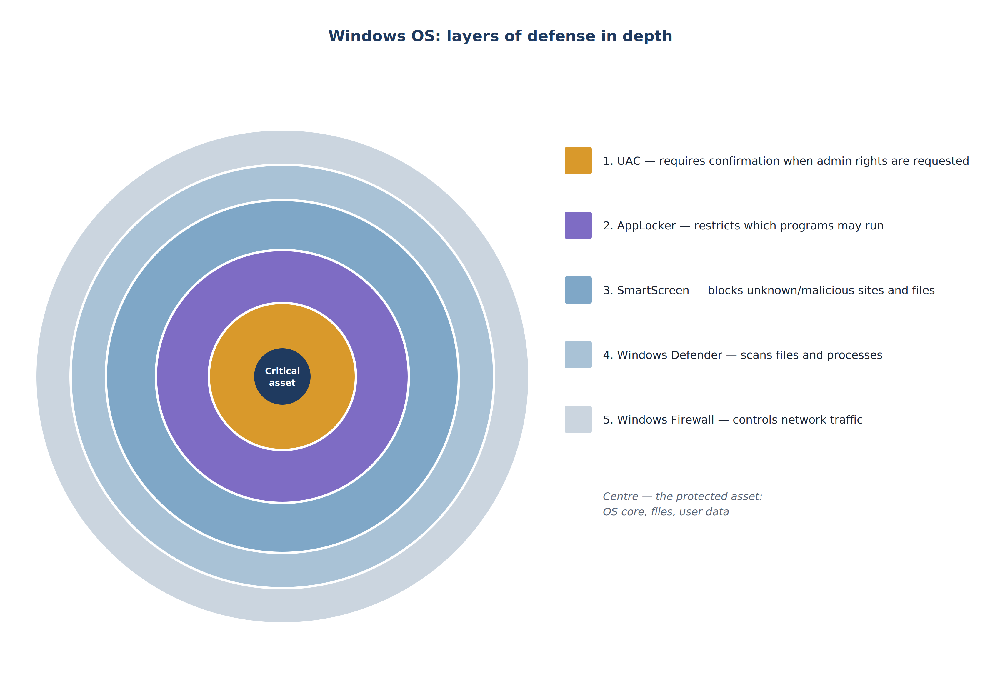 Windows OS: layers of defense in depth
1. UAC — requires confirmation when admin rights are requested
2. AppLocker — restricts which programs may run
3. SmartScreen — blocks unknown/malicious sites and files
4. Windows Defender — scans files and processes
5. Windows Firewall — controls network traffic
Critical
asset
Centre — the protected asset:
OS core, files, user data